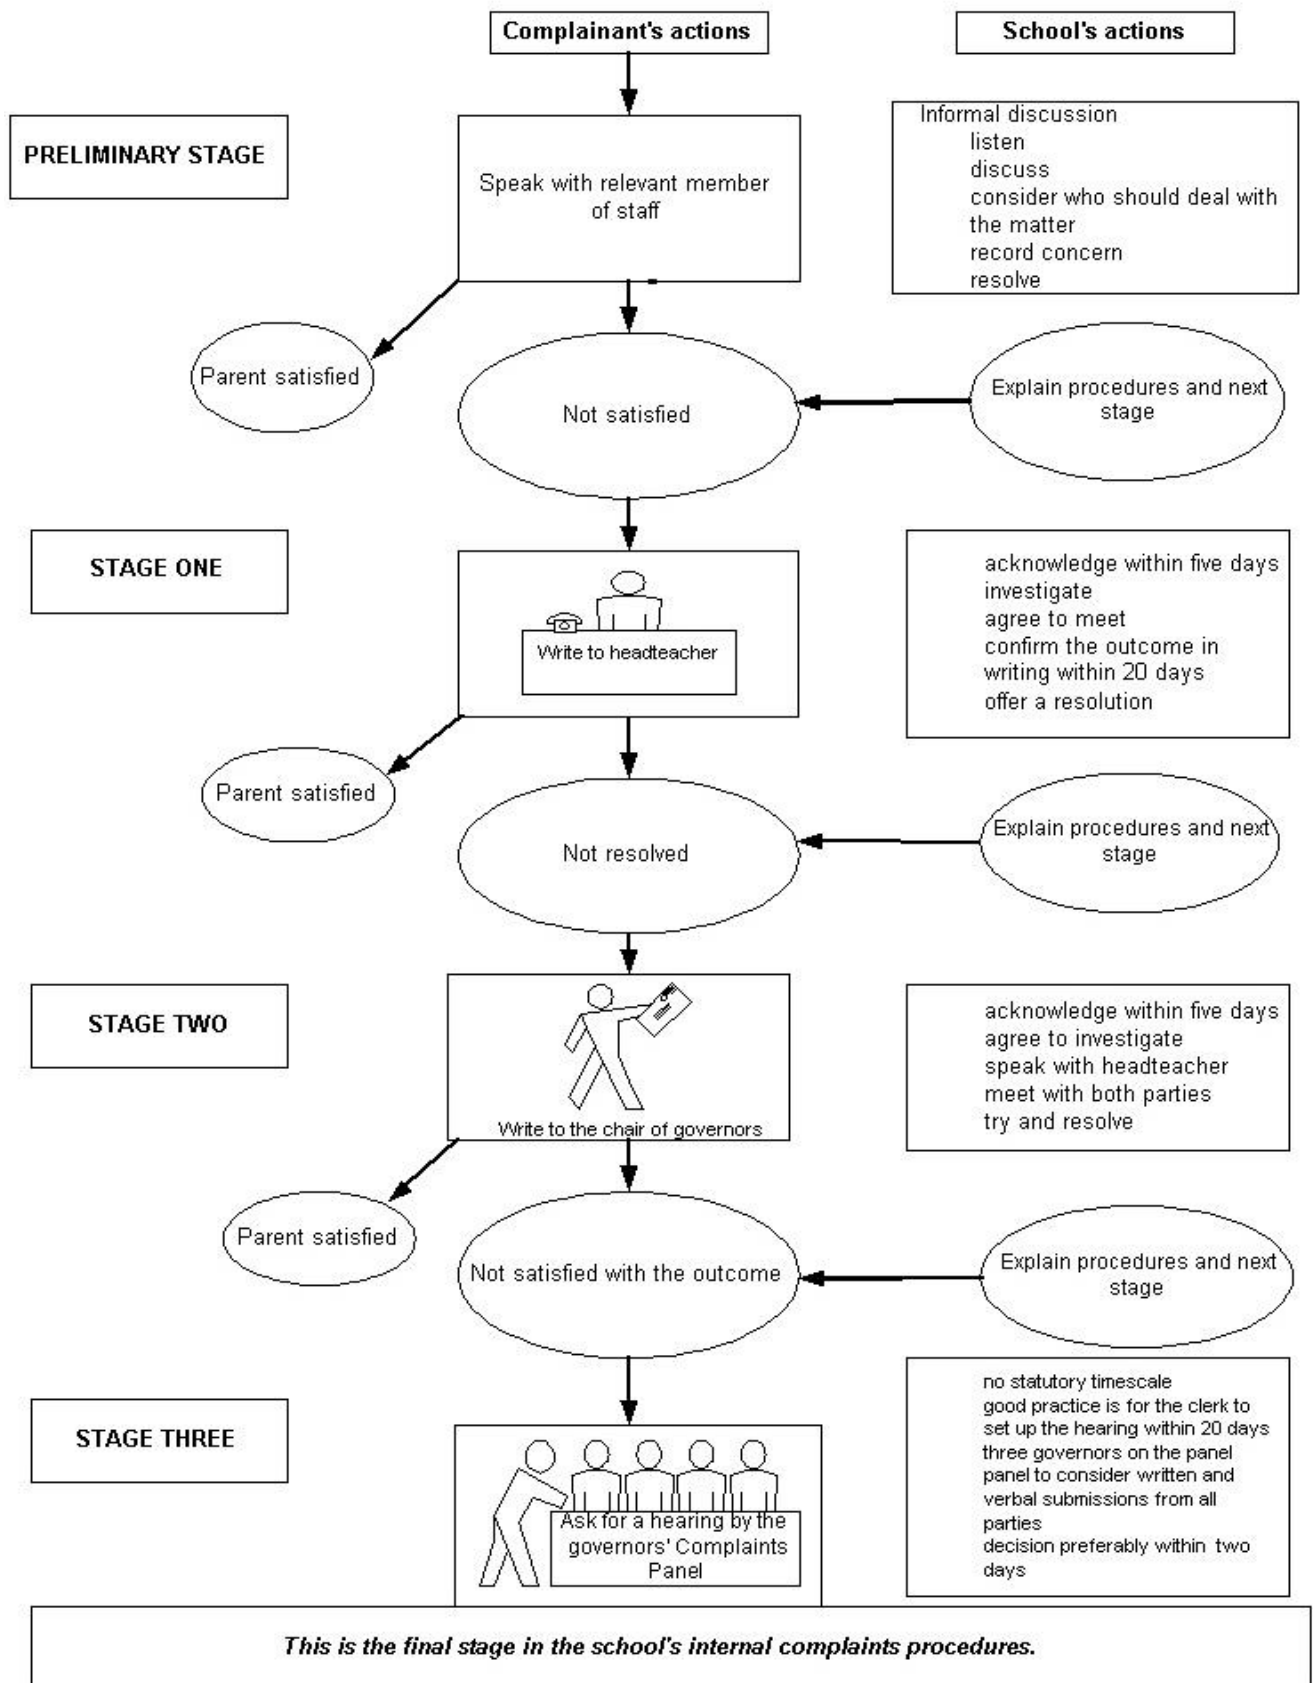 Complainant's actions
School's actions
PRELIMINARY STAGE
Speak with relevant member
of staff
Informal discussion
listen
discuss
consider who should deal with
the matter
record concern
resolve
Parent satisfied
Not satisfied
Explain procedures and next
stage
STAGE ONE
Write to headteacher
acknowledge within five days
investigate
agree to meet
confirm the outcome in
writing within 20 days
offer a resolution
Parent satisfied
Not resolved
Explain procedures and next
stage
STAGE TWO
Write to the chair of governors
acknowledge within five days
agree to investigate
speak with headteacher
meet with both parties
try and resolve
Parent satisfied
Not satisfied with the outcome
Explain procedures and next
stage
STAGE THREE
Ask for a hearing by the
governors' Complaints
Panel
no statutory timescale
good practice is for the clerk to
set up the hearing within 20 days
three governors on the panel
panel to consider written and
verbal submissions from all
parties
decision preferably within two
days
This is the final stage in the school's internal complaints procedures.